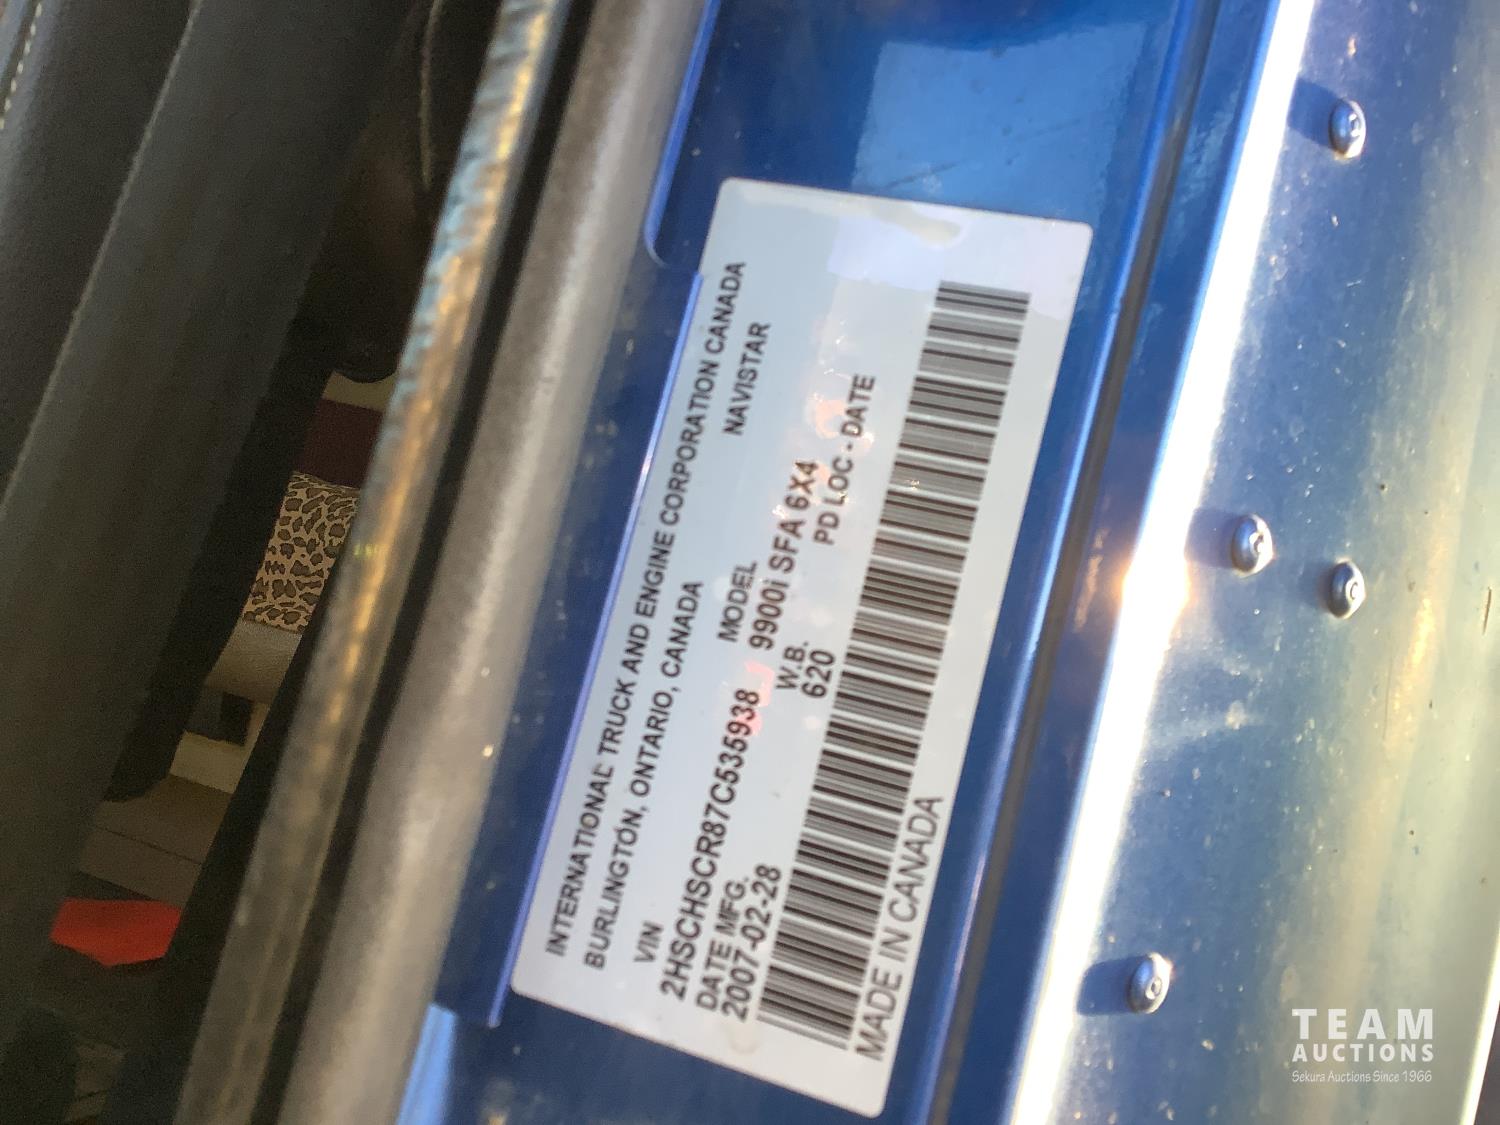 INTERNATIONAL TRUCK AND ENGINE CORPORATION CANADA
BURLINGTON, ONTARIO, CANADA NAVISTAR
VIN MODEL
2HSCHSCR87C535938 9900i SFA 6X4
DATE MFG. W.B. PD LOC - DATE
2007-02-28 620
MADE IN CANADA
TEAM
AUCTIONS
Sekura Auctions Since 1966